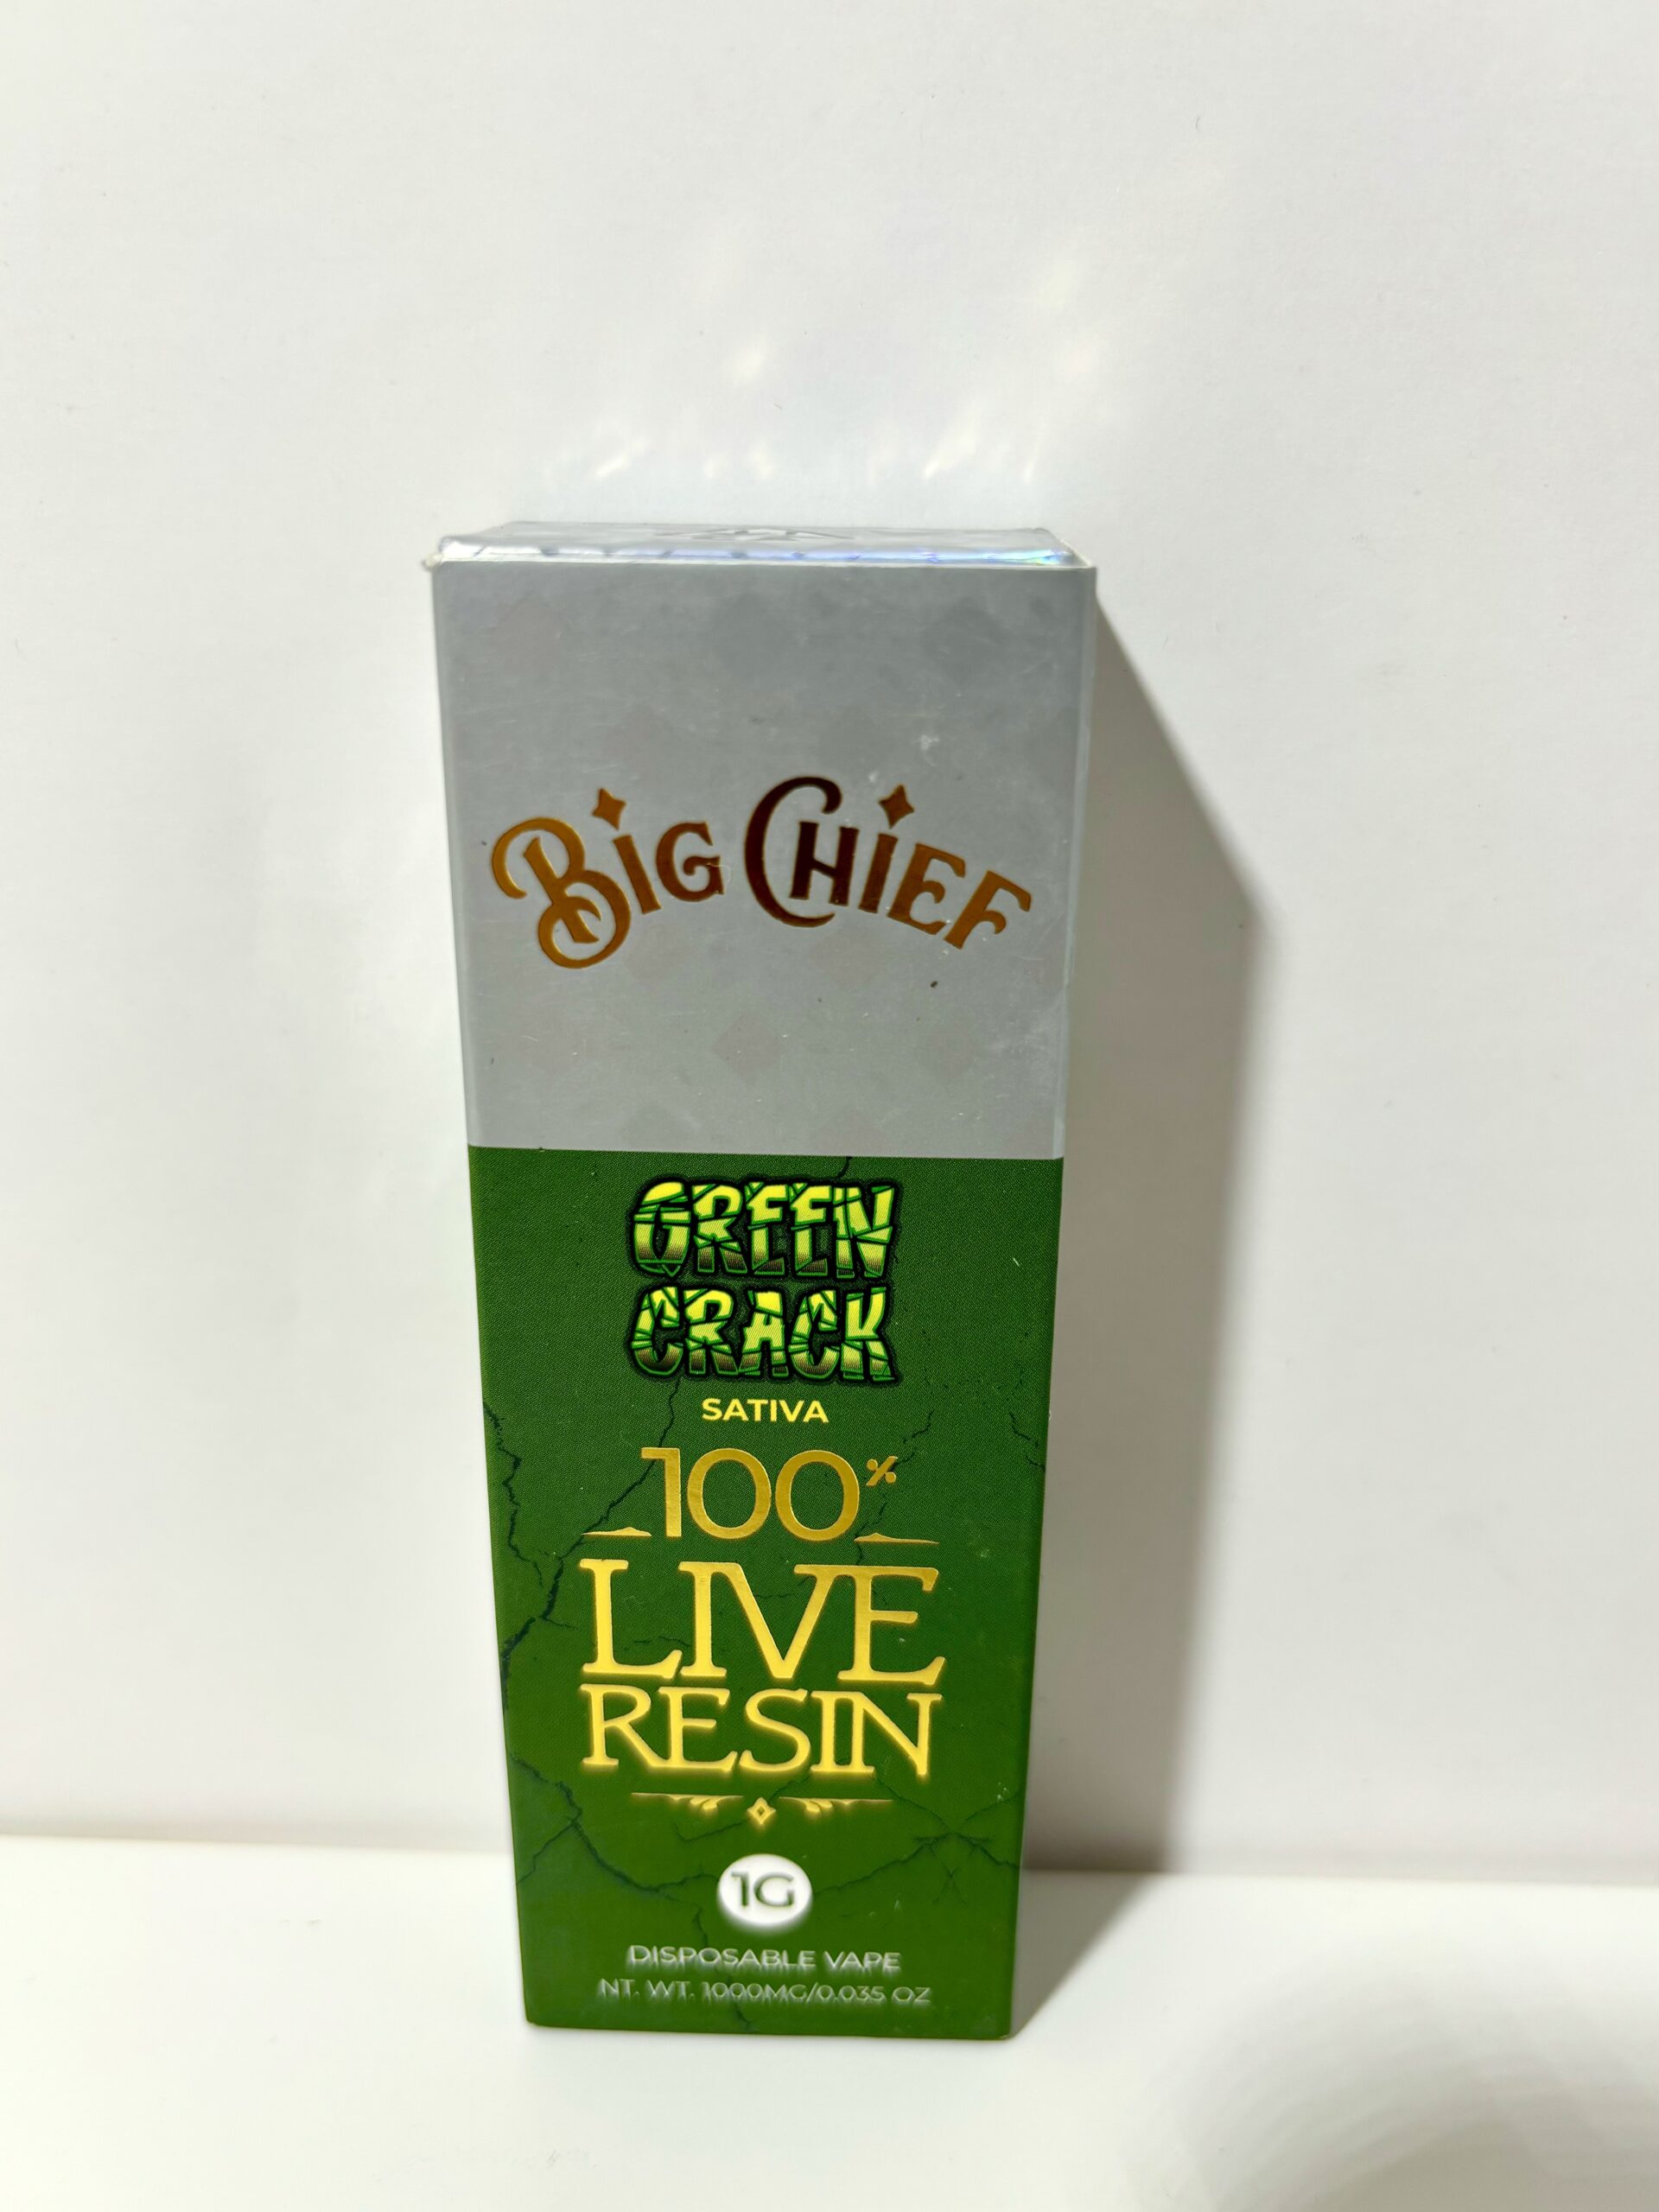 BIG CHIEF
GREEN
CRACK
SATIVA
100%
LIVE
RESIN
1G
DISPOSABLE VAPE
NT. WT. 1000MG/0.035 OZ